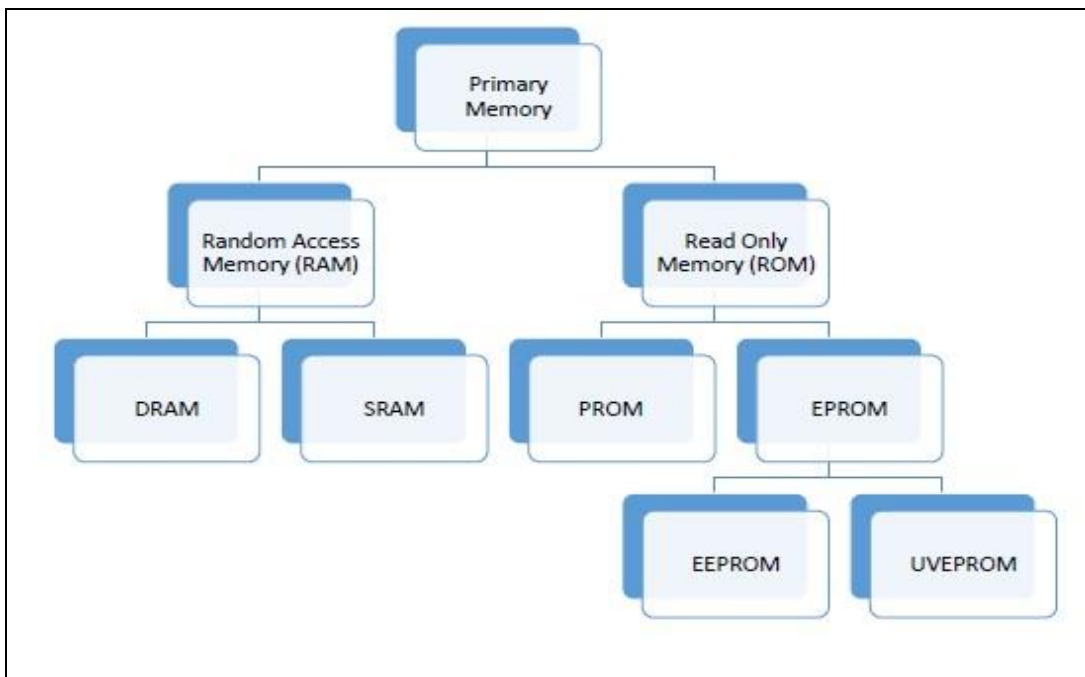 Primary
Memory
Random Access
Memory (RAM)
Read Only
Memory (ROM)
DRAM
SRAM
PROM
EPROM
EEPROM
UVEPROM